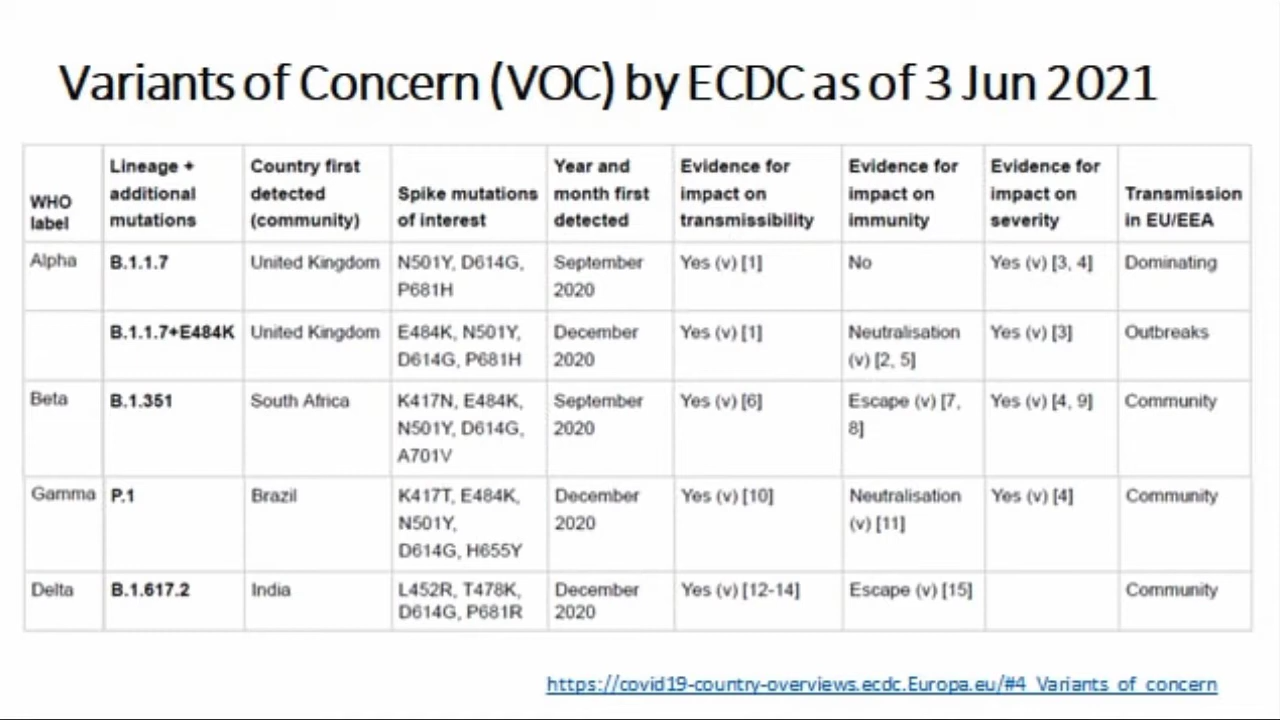 Variants of Concern (VOC) by ECDC as of 3 Jun 2021
WHO label | Lineage + additional mutations | Country first detected (community) | Spike mutations of interest | Year and month first detected | Evidence for impact on transmissibility | Evidence for impact on immunity | Evidence for impact on severity | Transmission in EU/EEA
Alpha | B.1.1.7 | United Kingdom | N501Y, D614G, P681H | September 2020 | Yes (v) [1] | No | Yes (v) [3, 4] | Dominating
B.1.1.7+E484K | United Kingdom | E484K, N501Y, D614G, P681H | December 2020 | Yes (v) [1] | Neutralisation (v) [2, 5] | Yes (v) [3] | Outbreaks
Beta | B.1.351 | South Africa | K417N, E484K, N501Y, D614G, A701V | September 2020 | Yes (v) [6] | Escape (v) [7, 8] | Yes (v) [4, 9] | Community
Gamma | P.1 | Brazil | K417T, E484K, N501Y, D614G, H655Y | December 2020 | Yes (v) [10] | Neutralisation (v) [11] | Yes (v) [4] | Community
Delta | B.1.617.2 | India | L452R, T478K, D614G, P681R | December 2020 | Yes (v) [12-14] | Escape (v) [15] | Community
https://covid19-country-overviews.ecdc.Europa.eu/#4_Variants_of_concern